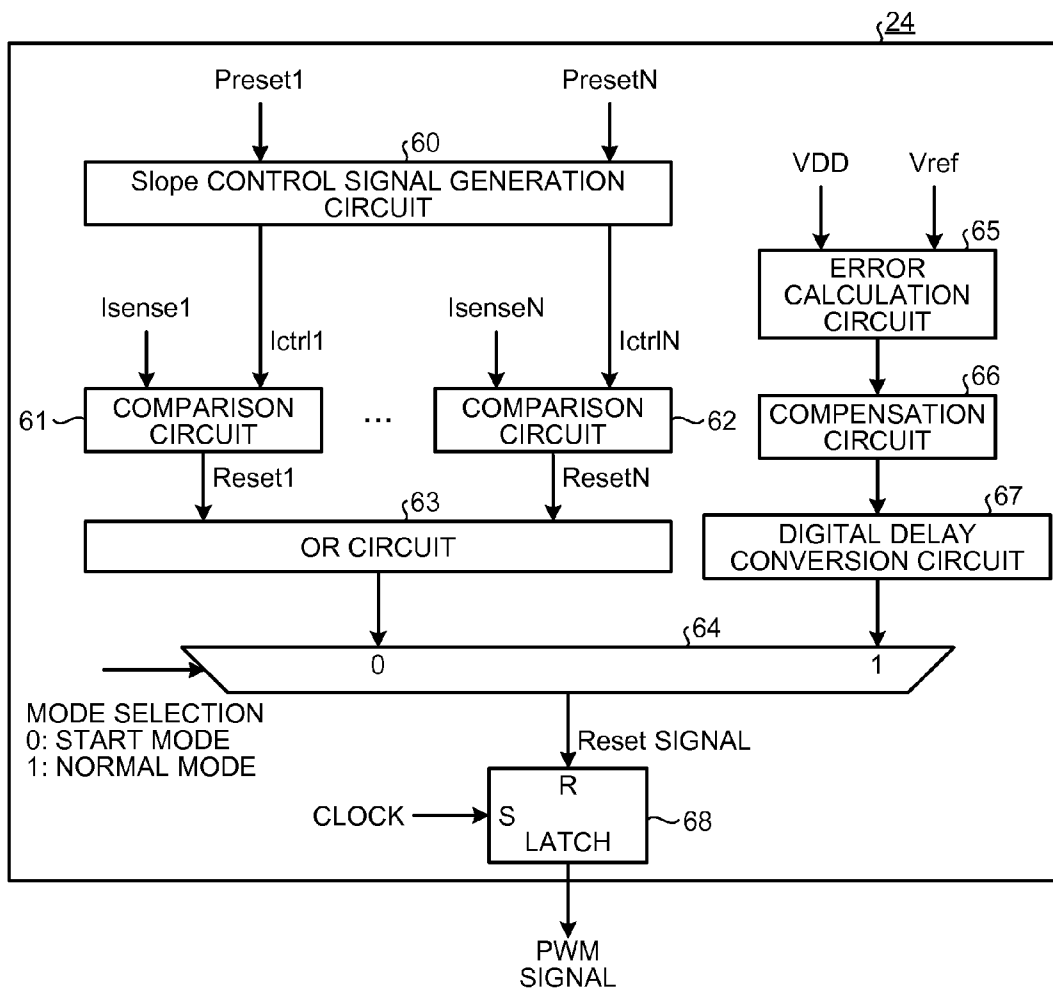 24
Preset1
PresetN
60
Slope CONTROL SIGNAL GENERATION
CIRCUIT
VDD
Vref
65
ERROR
CALCULATION
CIRCUIT
Isense1
Ictrl1
IsenseN
IctrlN
61
COMPARISON
CIRCUIT
...
COMPARISON
CIRCUIT
62
66
COMPENSATION
CIRCUIT
Reset1
ResetN
63
OR CIRCUIT
67
DIGITAL DELAY
CONVERSION CIRCUIT
64
0
1
MODE SELECTION
0: START MODE
1: NORMAL MODE
Reset SIGNAL
CLOCK
R
S
LATCH
68
PWM
SIGNAL